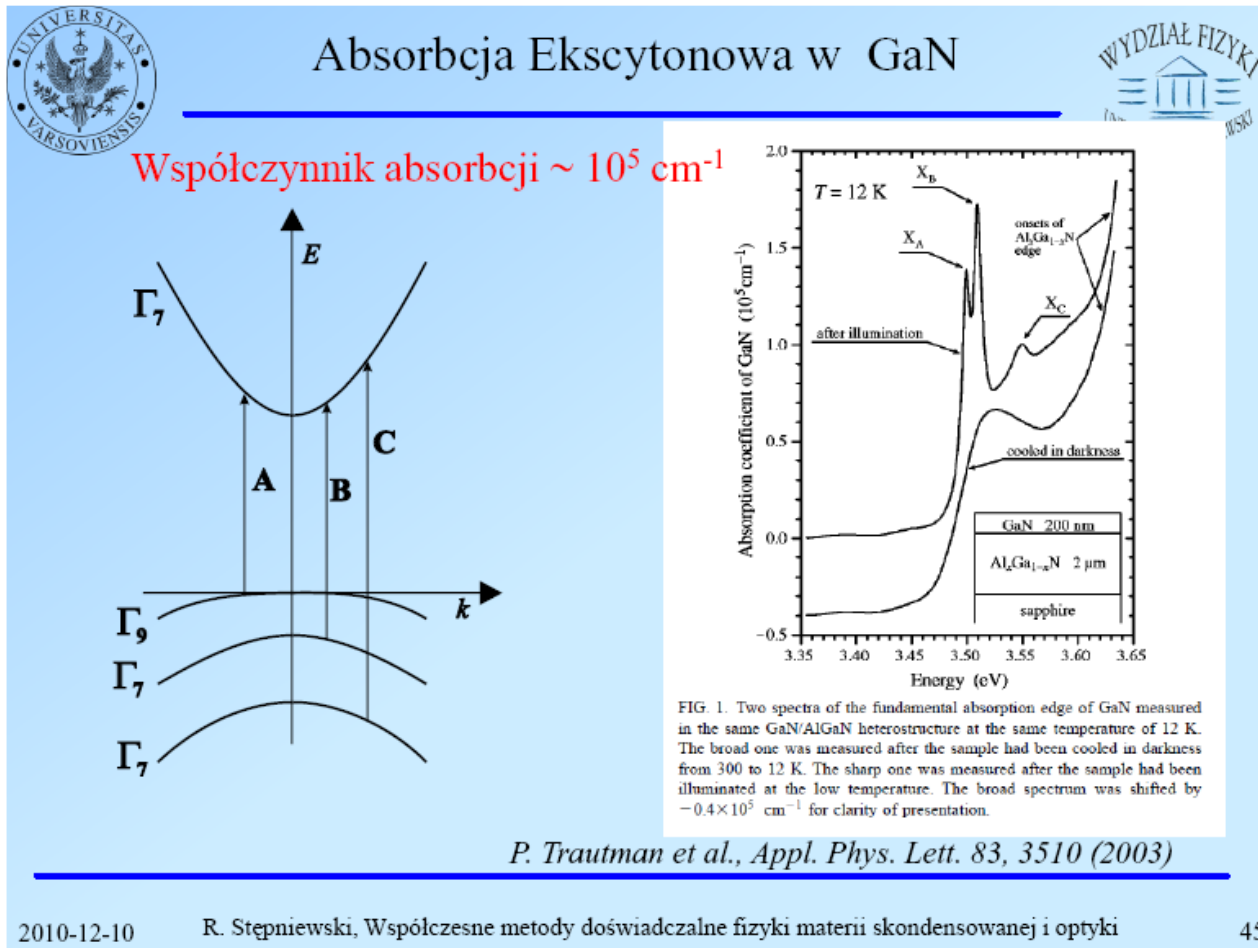 UNIVERSITAS
VARSOVIENSIS
Absorbcja Ekscytonowa w GaN
WYDZIAŁ FIZYKI
Współczynnik absorbcji ~ 10⁵ cm⁻¹
E
Γ₇
A
B
C
k
Γ₉
Γ₇
Γ₇
2.0
1.5
1.0
0.5
0.0
−0.5
Absorption coefficient of GaN (10⁵cm⁻¹)
T = 12 K
X_B
X_A
onsets of
Al_xGa₁₋ₓN
edge
X_C
after illumination
cooled in darkness
GaN 200 nm
AlₓGa₁₋ₓN 2 μm
sapphire
3.35 3.40 3.45 3.50 3.55 3.60 3.65
Energy (eV)
FIG. 1. Two spectra of the fundamental absorption edge of GaN measured
in the same GaN/AlGaN heterostructure at the same temperature of 12 K.
The broad one was measured after the sample had been cooled in darkness
from 300 to 12 K. The sharp one was measured after the sample had been
illuminated at the low temperature. The broad spectrum was shifted by
−0.4×10⁵ cm⁻¹ for clarity of presentation.
P. Trautman et al., Appl. Phys. Lett. 83, 3510 (2003)
2010-12-10
R. Stępniewski, Współczesne metody doświadczalne fizyki materii skondensowanej i optyki